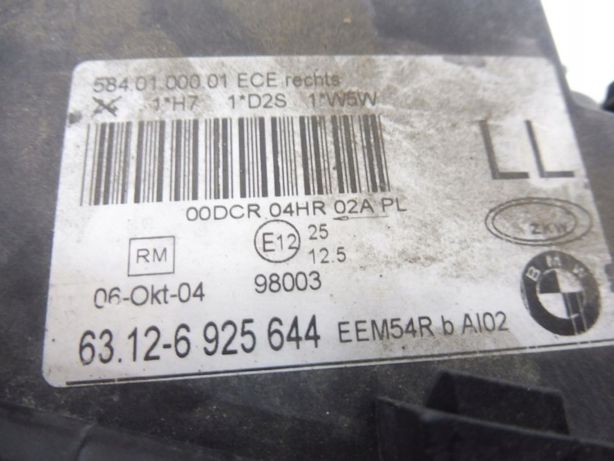 584.01.000.01 ECE rechts
1*H7 1*D2S 1*W5W
LL
00DCR 04HR 02A PL
RM
E12
25
12.5
ZKW
06-Okt-04
98003
BMW
63.12-6 925 644 EEM54R b AI02